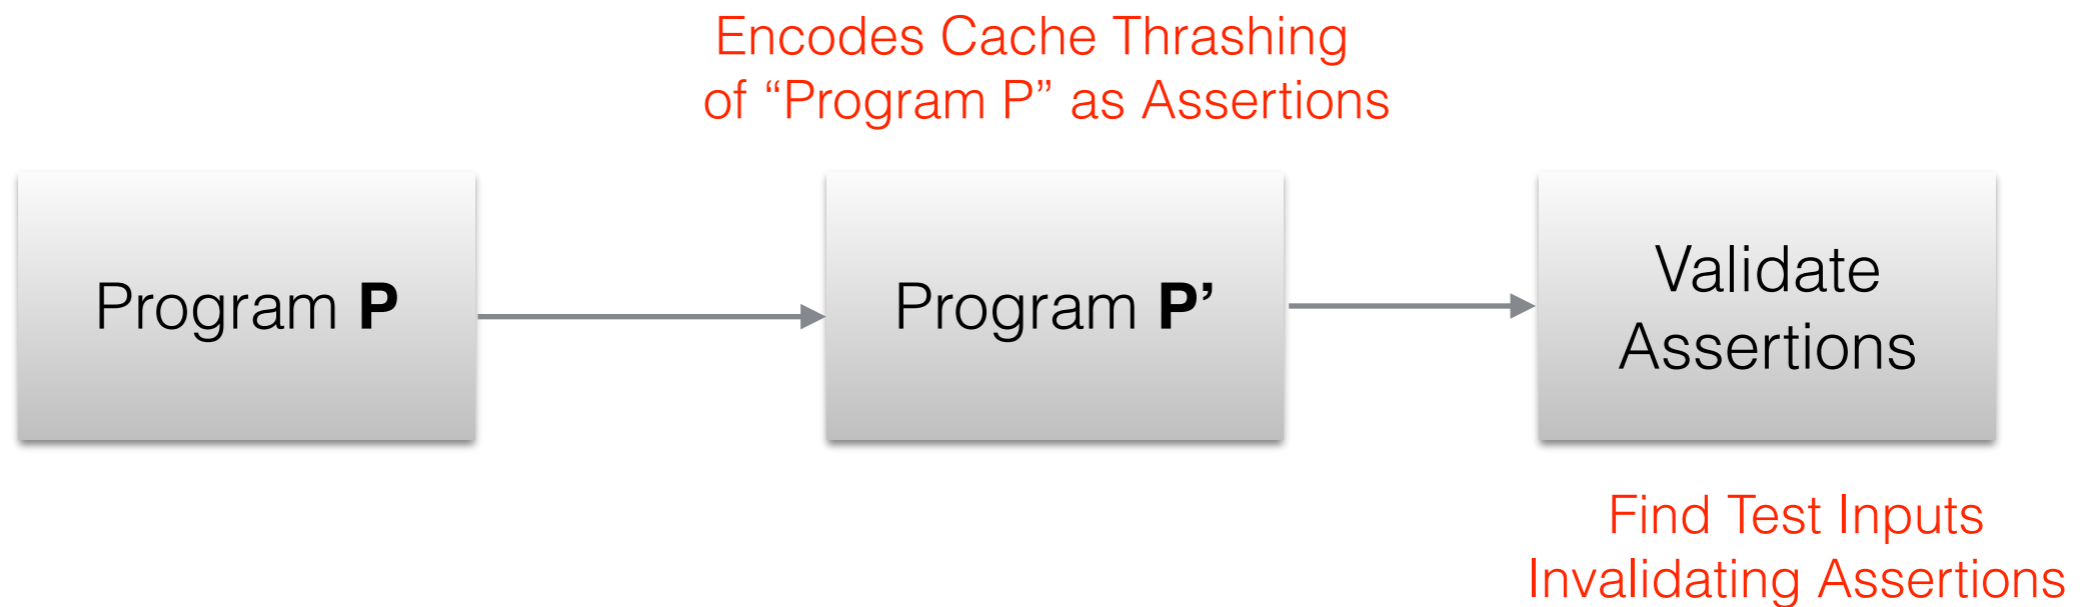 Encodes Cache Thrashing
of “Program P” as Assertions
Program P
Program P’
Validate
Assertions
Find Test Inputs
Invalidating Assertions